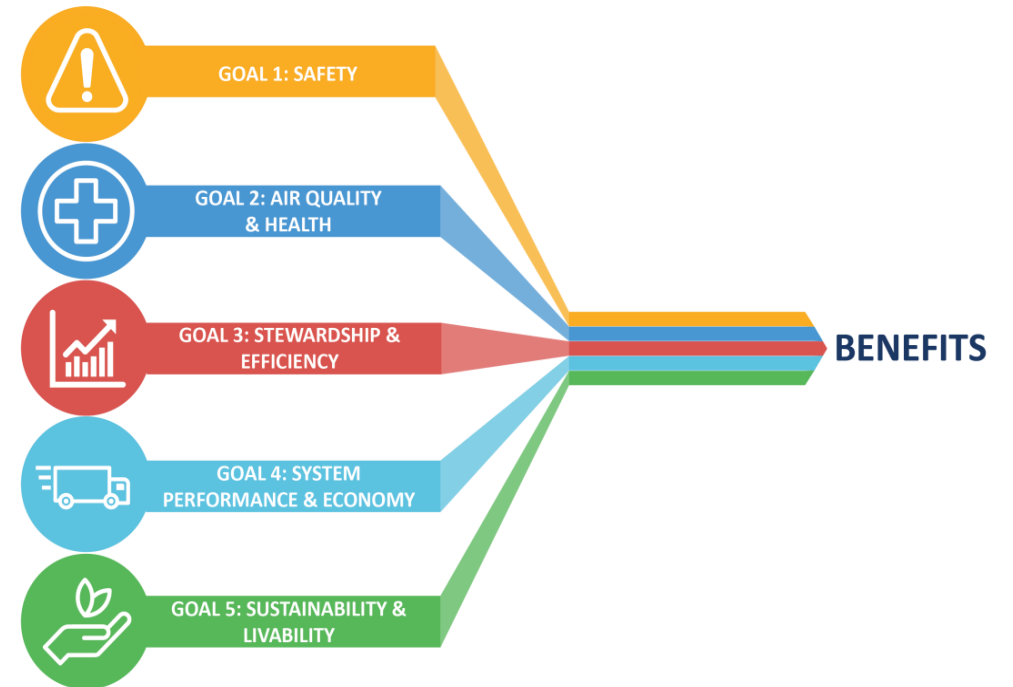 GOAL 1: SAFETY
GOAL 2: AIR QUALITY
& HEALTH
GOAL 3: STEWARDSHIP &
EFFICIENCY
GOAL 4: SYSTEM
PERFORMANCE & ECONOMY
GOAL 5: SUSTAINABILITY &
LIVABILITY
BENEFITS